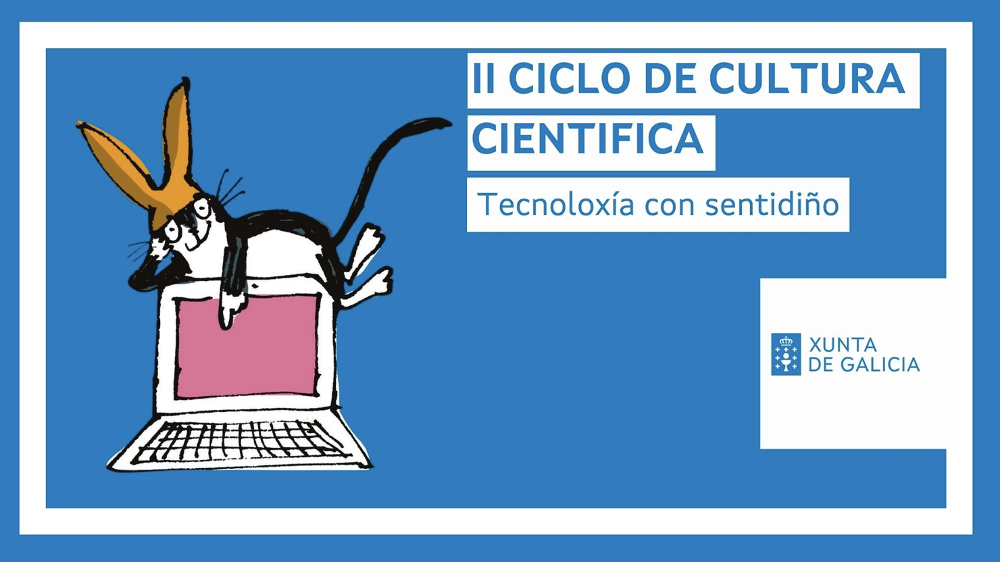 II CICLO DE CULTURA
CIENTIFICA
Tecnoloxía con sentidiño
XUNTA
DE GALICIA